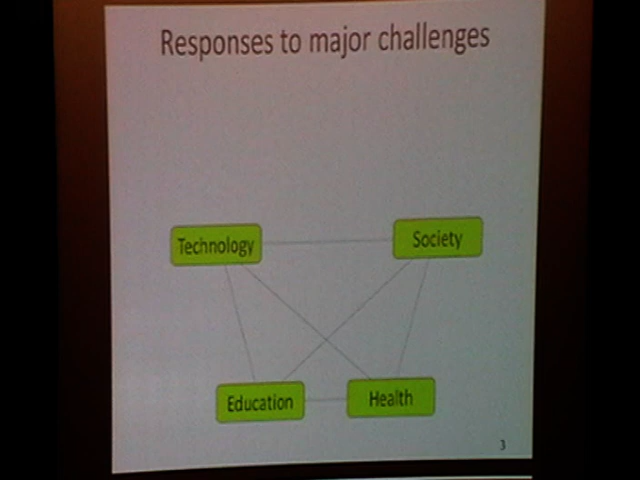 Responses to major challenges
Technology
Society
Education
Health
3